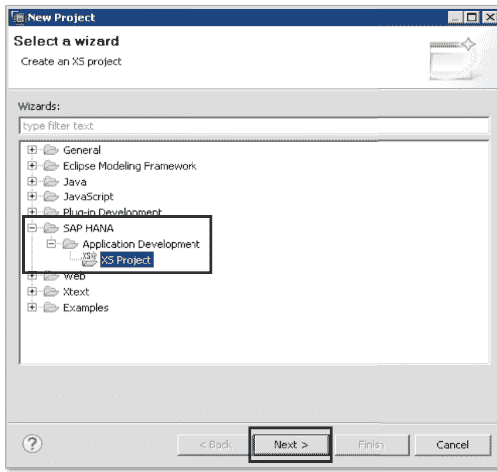 New Project
Select a wizard
Create an XS project
Wizards:
type filter text
General
Eclipse Modeling Framework
Java
JavaScript
Plug-in Development
SAP HANA
Application Development
XS Project
Web
Xtext
Examples
?
< Back
Next >
Finish
Cancel